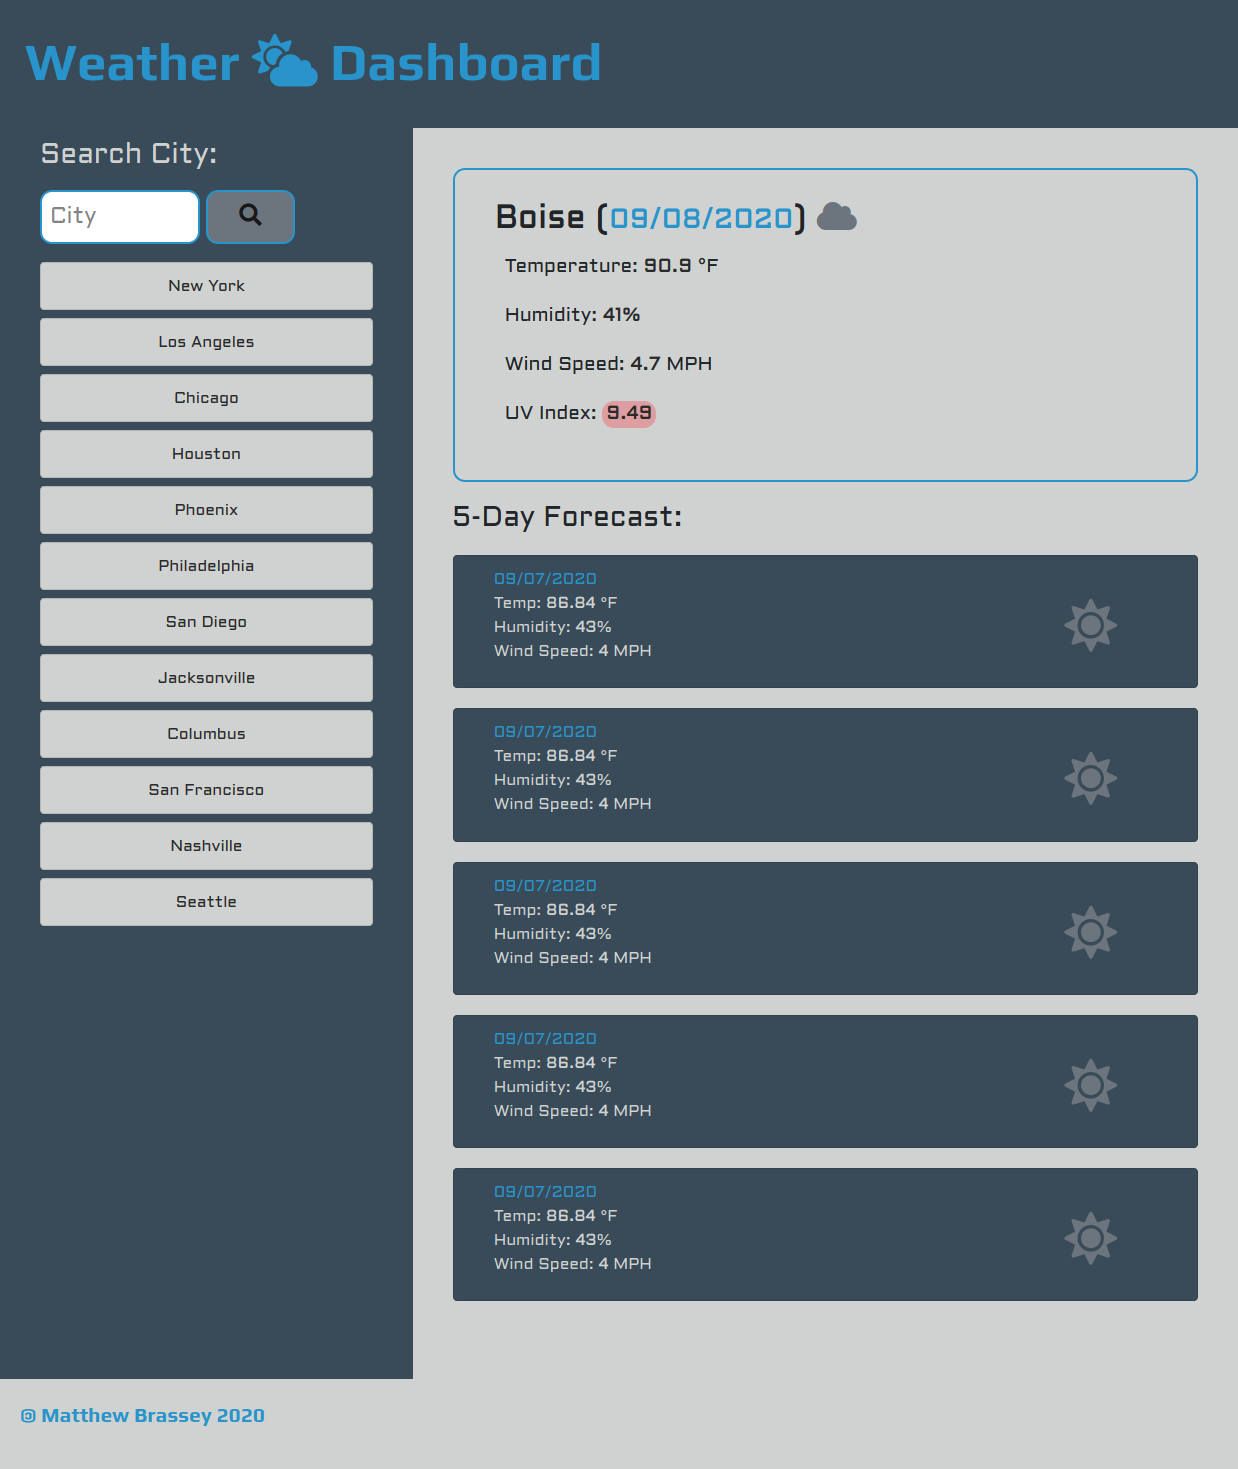 Weather Dashboard
Search City:
City
New York
Los Angeles
Chicago
Houston
Phoenix
Philadelphia
San Diego
Jacksonville
Columbus
San Francisco
Nashville
Seattle
Boise (09/08/2020)
Temperature: 90.9 °F
Humidity: 41%
Wind Speed: 4.7 MPH
UV Index: 9.49
5-Day Forecast:
09/07/2020
Temp: 86.84 °F
Humidity: 43%
Wind Speed: 4 MPH
09/07/2020
Temp: 86.84 °F
Humidity: 43%
Wind Speed: 4 MPH
09/07/2020
Temp: 86.84 °F
Humidity: 43%
Wind Speed: 4 MPH
09/07/2020
Temp: 86.84 °F
Humidity: 43%
Wind Speed: 4 MPH
09/07/2020
Temp: 86.84 °F
Humidity: 43%
Wind Speed: 4 MPH
© Matthew Brassey 2020